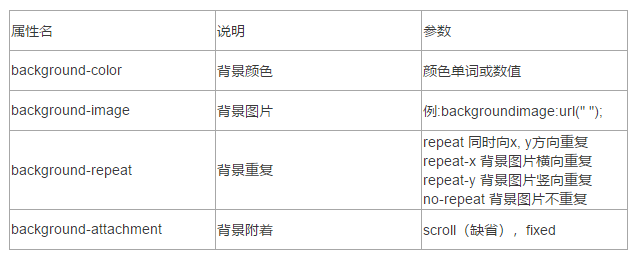 属性名 说明 参数
background-color 背景颜色 颜色单词或数值
background-image 背景图片 例:backgroundimage:url(" ");
background-repeat 背景重复 repeat 同时向x, y方向重复
repeat-x 背景图片横向重复
repeat-y 背景图片竖向重复
no-repeat 背景图片不重复
background-attachment 背景附着 scroll（缺省），fixed